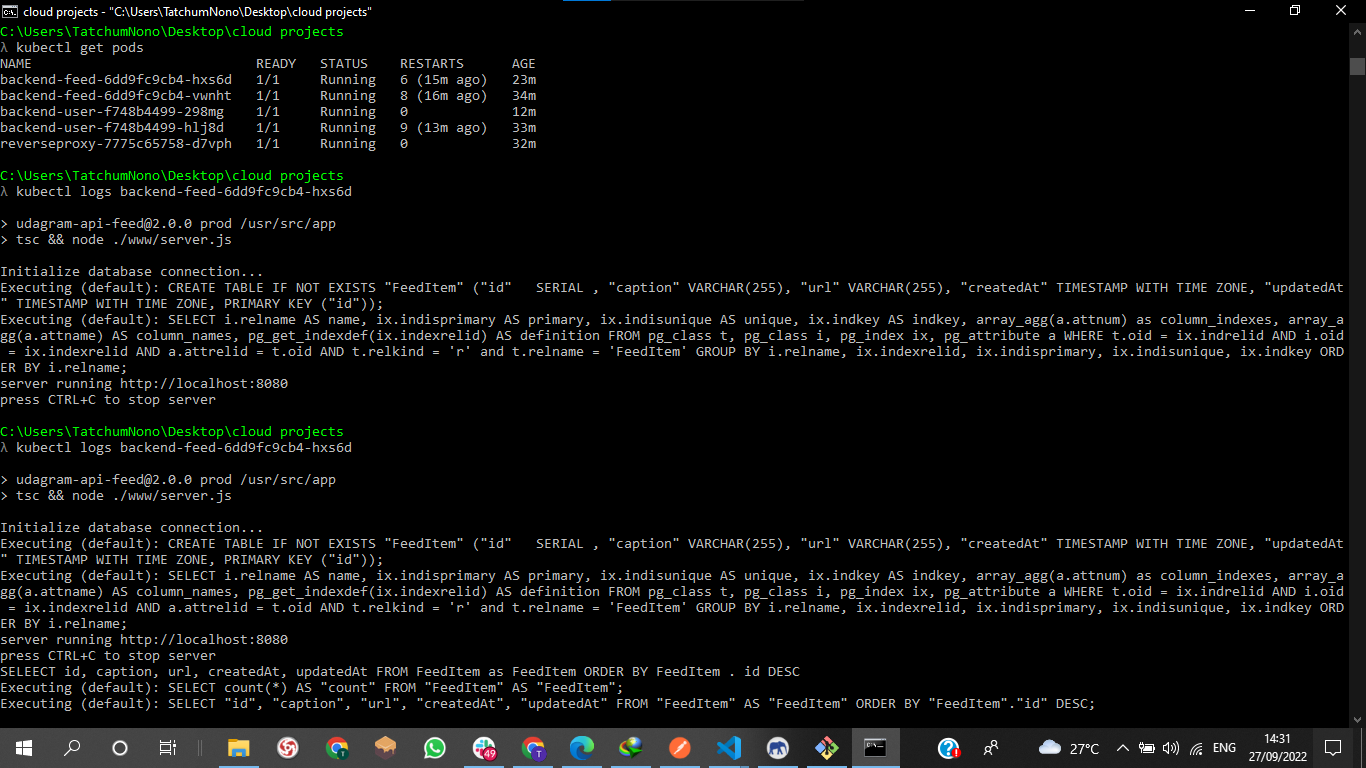 cloud projects - "C:\Users\TatchumNono\Desktop\cloud projects"
C:\Users\TatchumNono\Desktop\cloud projects
λ kubectl get pods
NAME READY STATUS RESTARTS AGE
backend-feed-6dd9fc9cb4-hxs6d 1/1 Running 6 (15m ago) 23m
backend-feed-6dd9fc9cb4-vwnht 1/1 Running 8 (16m ago) 34m
backend-user-f748b4499-298mg 1/1 Running 0 12m
backend-user-f748b4499-hlj8d 1/1 Running 9 (13m ago) 33m
reverseproxy-7775c65758-d7vph 1/1 Running 0 32m
C:\Users\TatchumNono\Desktop\cloud projects
λ kubectl logs backend-feed-6dd9fc9cb4-hxs6d
> udagram-api-feed@2.0.0 prod /usr/src/app
> tsc && node ./www/server.js
Initialize database connection...
Executing (default): CREATE TABLE IF NOT EXISTS "FeedItem" ("id"   SERIAL , "caption" VARCHAR(255), "url" VARCHAR(255), "createdAt" TIMESTAMP WITH TIME ZONE, "updatedAt
" TIMESTAMP WITH TIME ZONE, PRIMARY KEY ("id"));
Executing (default): SELECT i.relname AS name, ix.indisprimary AS primary, ix.indisunique AS unique, ix.indkey AS indkey, array_agg(a.attnum) as column_indexes, array_a
gg(a.attname) AS column_names, pg_get_indexdef(ix.indexrelid) AS definition FROM pg_class t, pg_class i, pg_index ix, pg_attribute a WHERE t.oid = ix.indrelid AND i.oid
= ix.indexrelid AND a.attrelid = t.oid AND t.relkind = 'r' and t.relname = 'FeedItem' GROUP BY i.relname, ix.indexrelid, ix.indisprimary, ix.indisunique, ix.indkey ORD
ER BY i.relname;
server running http://localhost:8080
press CTRL+C to stop server
C:\Users\TatchumNono\Desktop\cloud projects
λ kubectl logs backend-feed-6dd9fc9cb4-hxs6d
> udagram-api-feed@2.0.0 prod /usr/src/app
> tsc && node ./www/server.js
Initialize database connection...
Executing (default): CREATE TABLE IF NOT EXISTS "FeedItem" ("id"   SERIAL , "caption" VARCHAR(255), "url" VARCHAR(255), "createdAt" TIMESTAMP WITH TIME ZONE, "updatedAt
" TIMESTAMP WITH TIME ZONE, PRIMARY KEY ("id"));
Executing (default): SELECT i.relname AS name, ix.indisprimary AS primary, ix.indisunique AS unique, ix.indkey AS indkey, array_agg(a.attnum) as column_indexes, array_a
gg(a.attname) AS column_names, pg_get_indexdef(ix.indexrelid) AS definition FROM pg_class t, pg_class i, pg_index ix, pg_attribute a WHERE t.oid = ix.indrelid AND i.oid
= ix.indexrelid AND a.attrelid = t.oid AND t.relkind = 'r' and t.relname = 'FeedItem' GROUP BY i.relname, ix.indexrelid, ix.indisprimary, ix.indisunique, ix.indkey ORD
ER BY i.relname;
server running http://localhost:8080
press CTRL+C to stop server
SELEECT id, caption, url, createdAt, updatedAt FROM FeedItem as FeedItem ORDER BY FeedItem . id DESC
Executing (default): SELECT count(*) AS "count" FROM "FeedItem" AS "FeedItem";
Executing (default): SELECT "id", "caption", "url", "createdAt", "updatedAt" FROM "FeedItem" AS "FeedItem" ORDER BY "FeedItem"."id" DESC;
49
T
27°C
ENG
14:31
27/09/2022